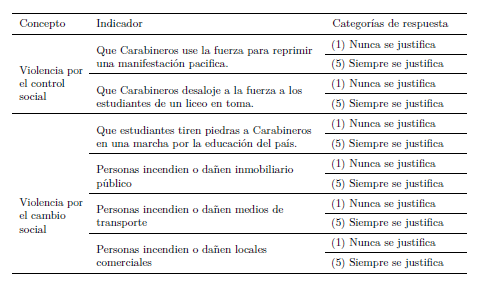 Concepto Indicador Categorías de respuesta
Violencia por el control social
Que Carabineros use la fuerza para reprimir
una manifestación pacifica.
(1) Nunca se justifica
(5) Siempre se justifica
Que Carabineros desaloje a la fuerza a los
estudiantes de un liceo en toma.
(1) Nunca se justifica
(5) Siempre se justifica
Violencia por el cambio social
Que estudiantes tiren piedras a Carabineros
en una marcha por la educación del país.
(1) Nunca se justifica
(5) Siempre se justifica
Personas incendien o dañen inmobiliario
público
(1) Nunca se justifica
(5) Siempre se justifica
Personas incendien o dañen medios de
transporte
(1) Nunca se justifica
(5) Siempre se justifica
Personas incendien o dañen locales
comerciales
(1) Nunca se justifica
(5) Siempre se justifica